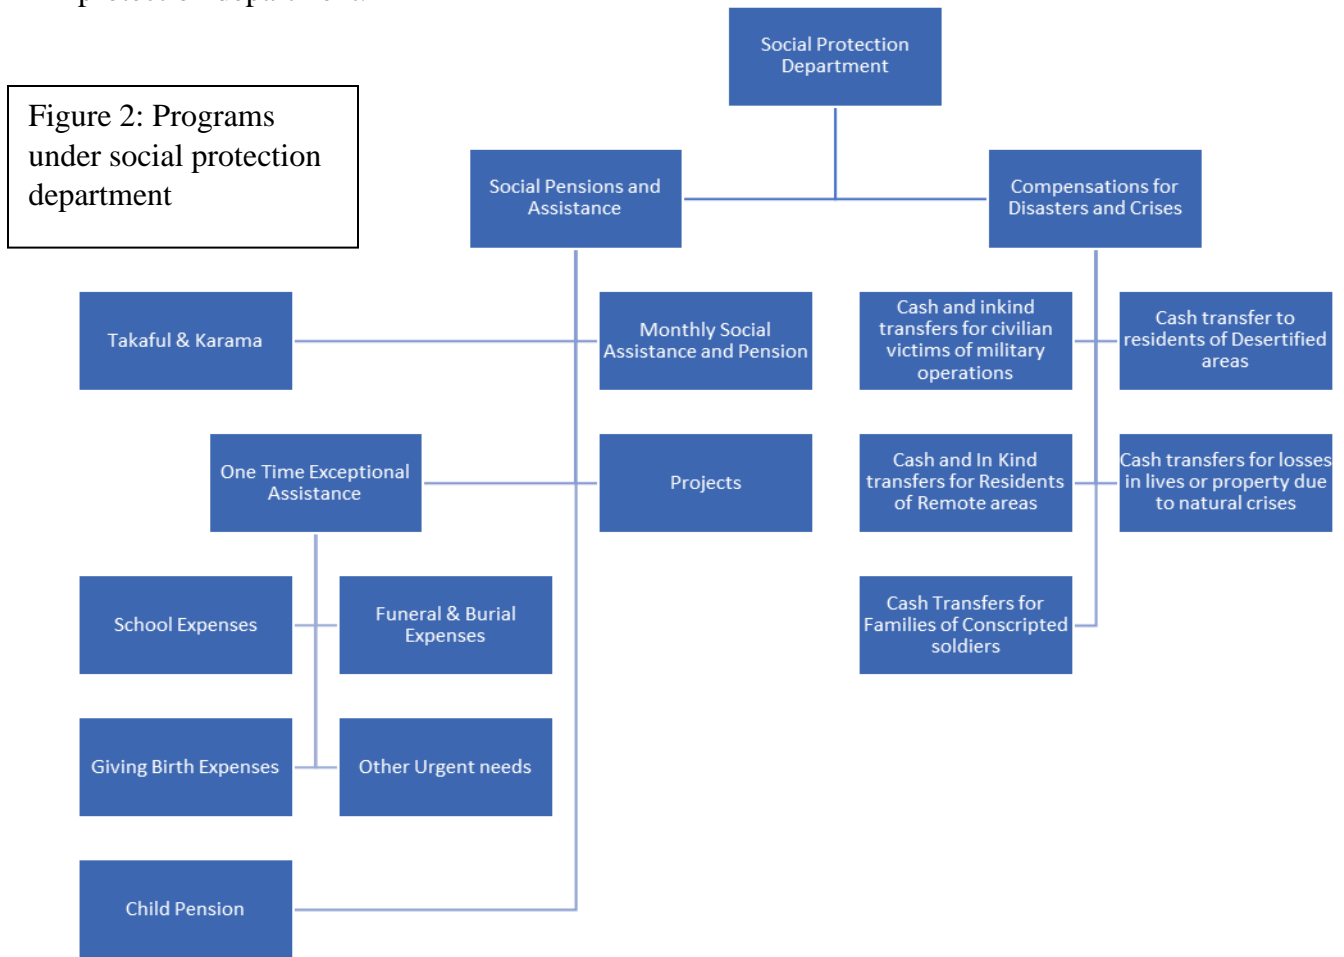 protection department.
Social Protection
Department
Figure 2: Programs
under social protection
department
Social Pensions and
Assistance
Compensations for
Disasters and Crises
Takaful & Karama
Monthly Social
Assistance and Pension
Cash and inkind
transfers for civilian
victims of military
operations
Cash transfer to
residents of Desertified
areas
One Time Exceptional
Assistance
Projects
Cash and In Kind
transfers for Residents
of Remote areas
Cash transfers for losses
in lives or property due
to natural crises
School Expenses
Funeral & Burial
Expenses
Cash Transfers for
Families of Conscripted
soldiers
Giving Birth Expenses
Other Urgent needs
Child Pension